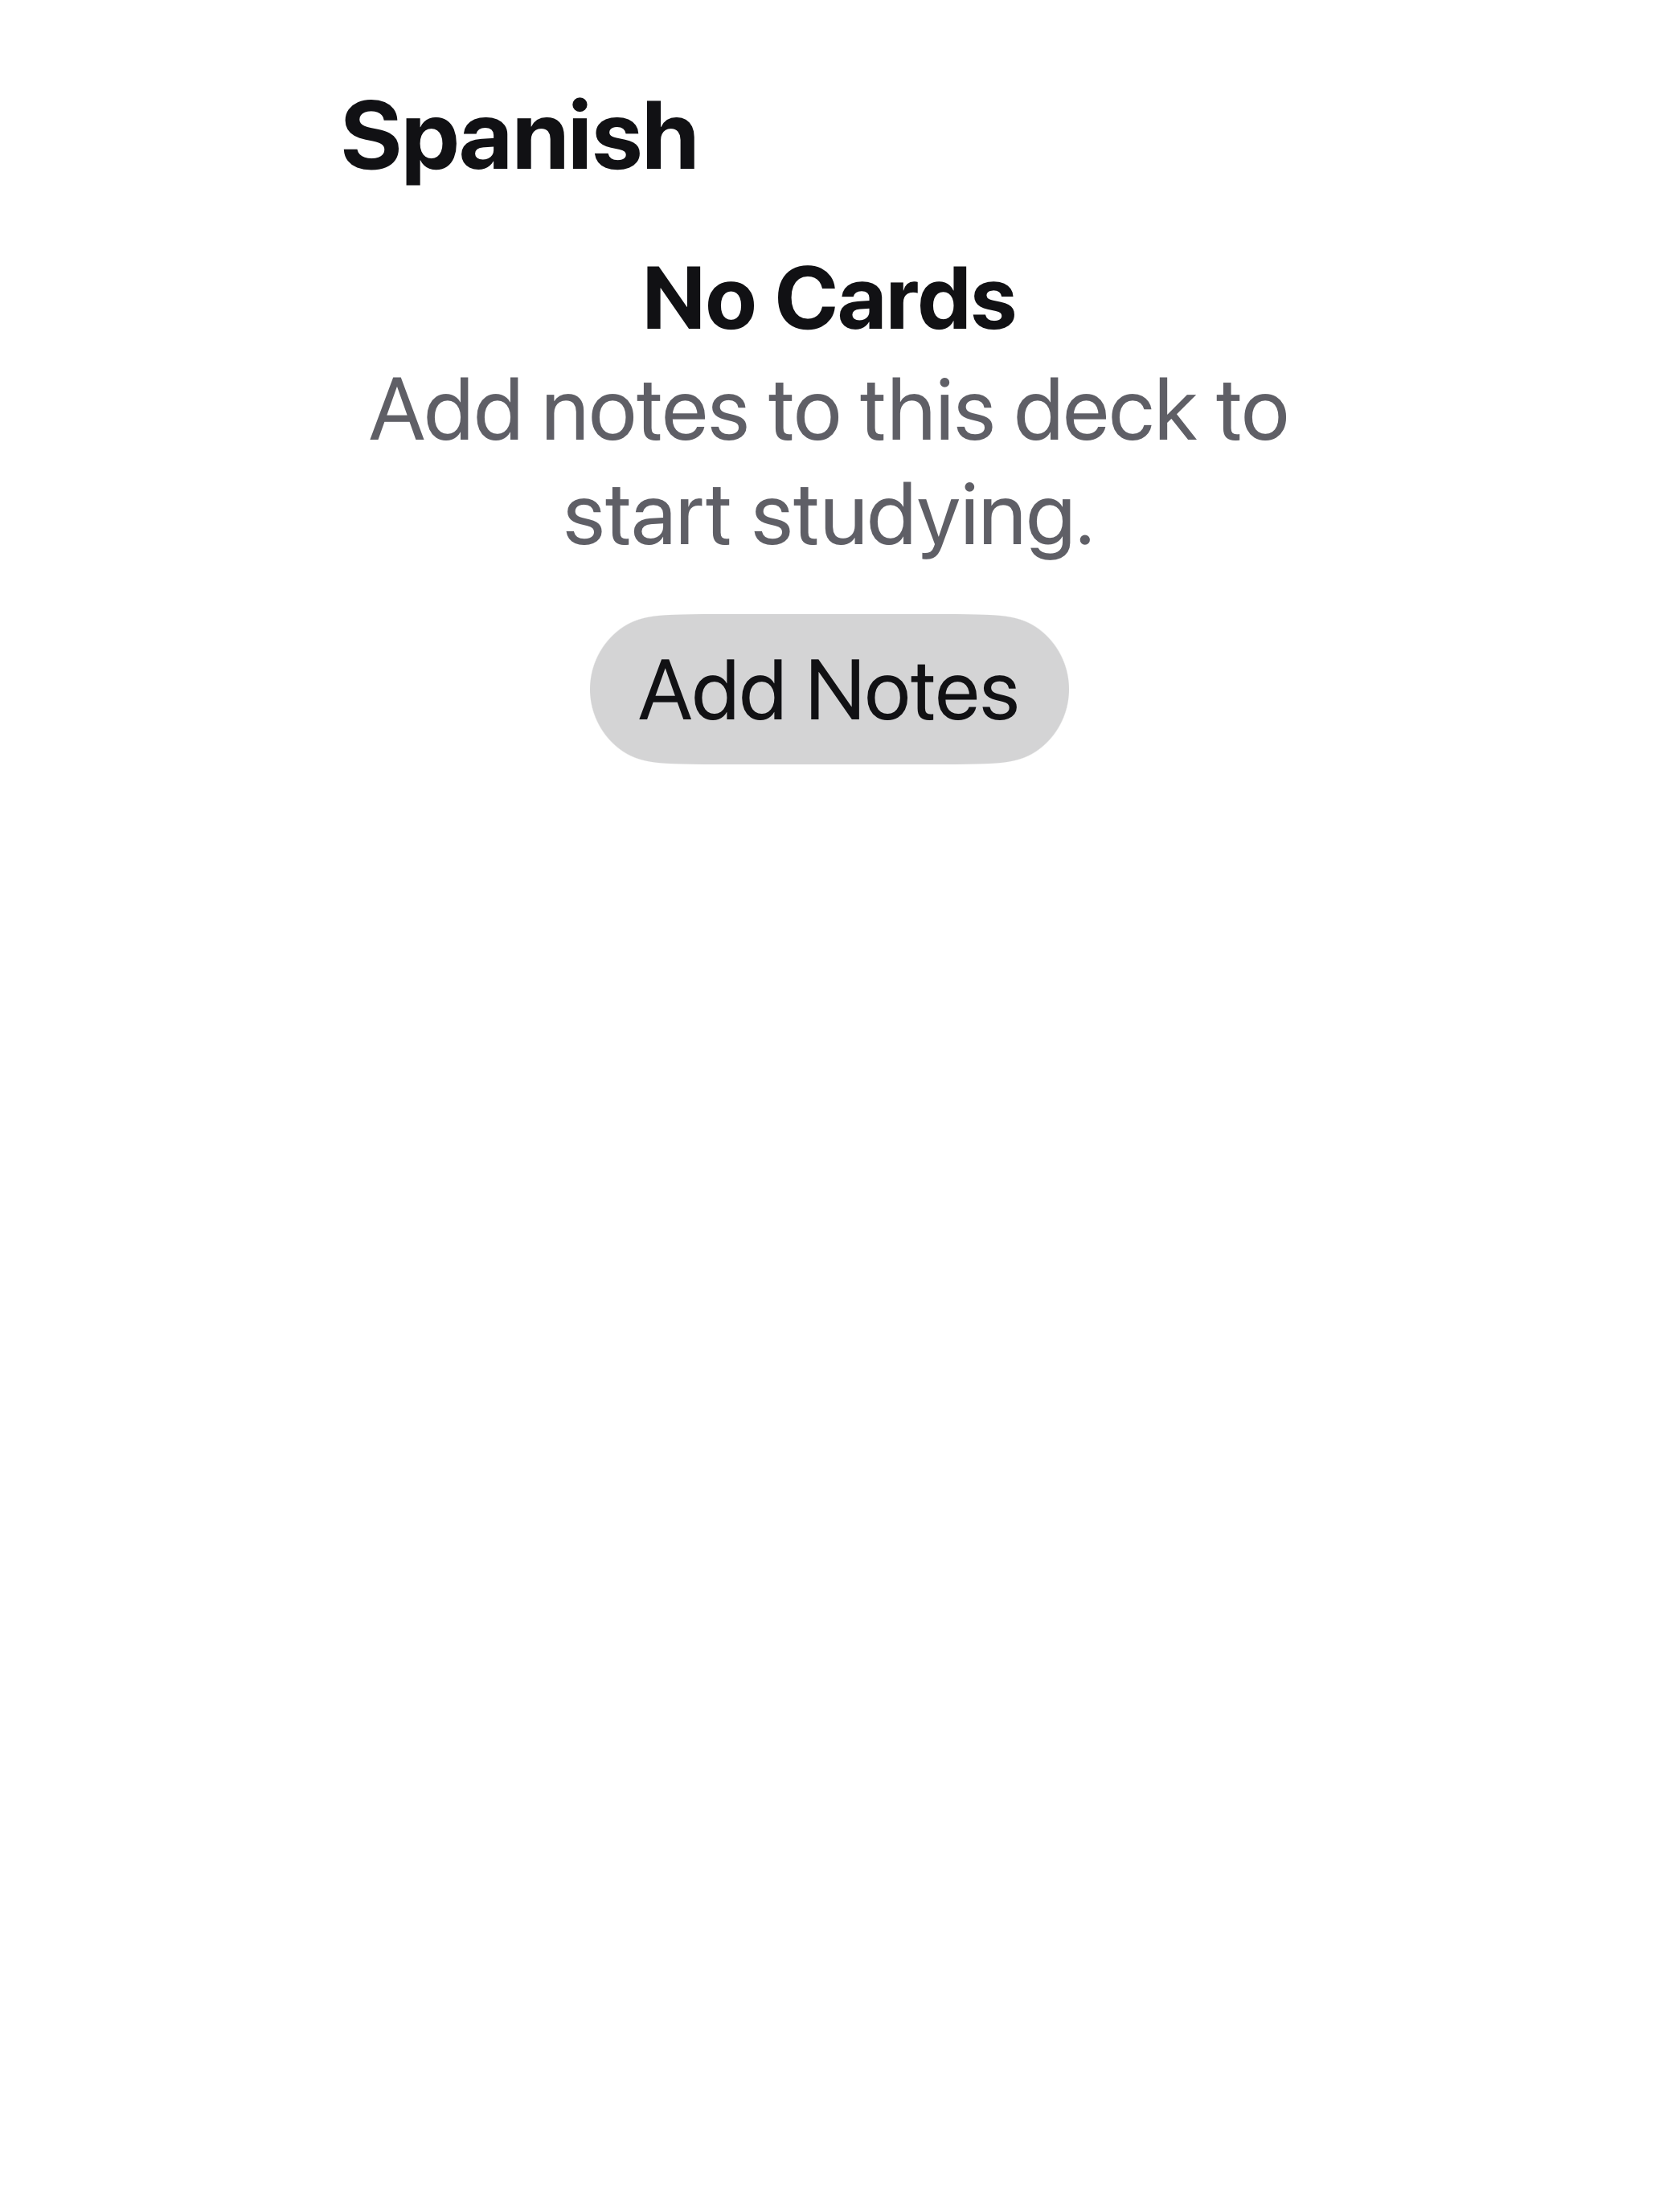 Spanish
No Cards
Add notes to this deck to
start studying.
Add Notes